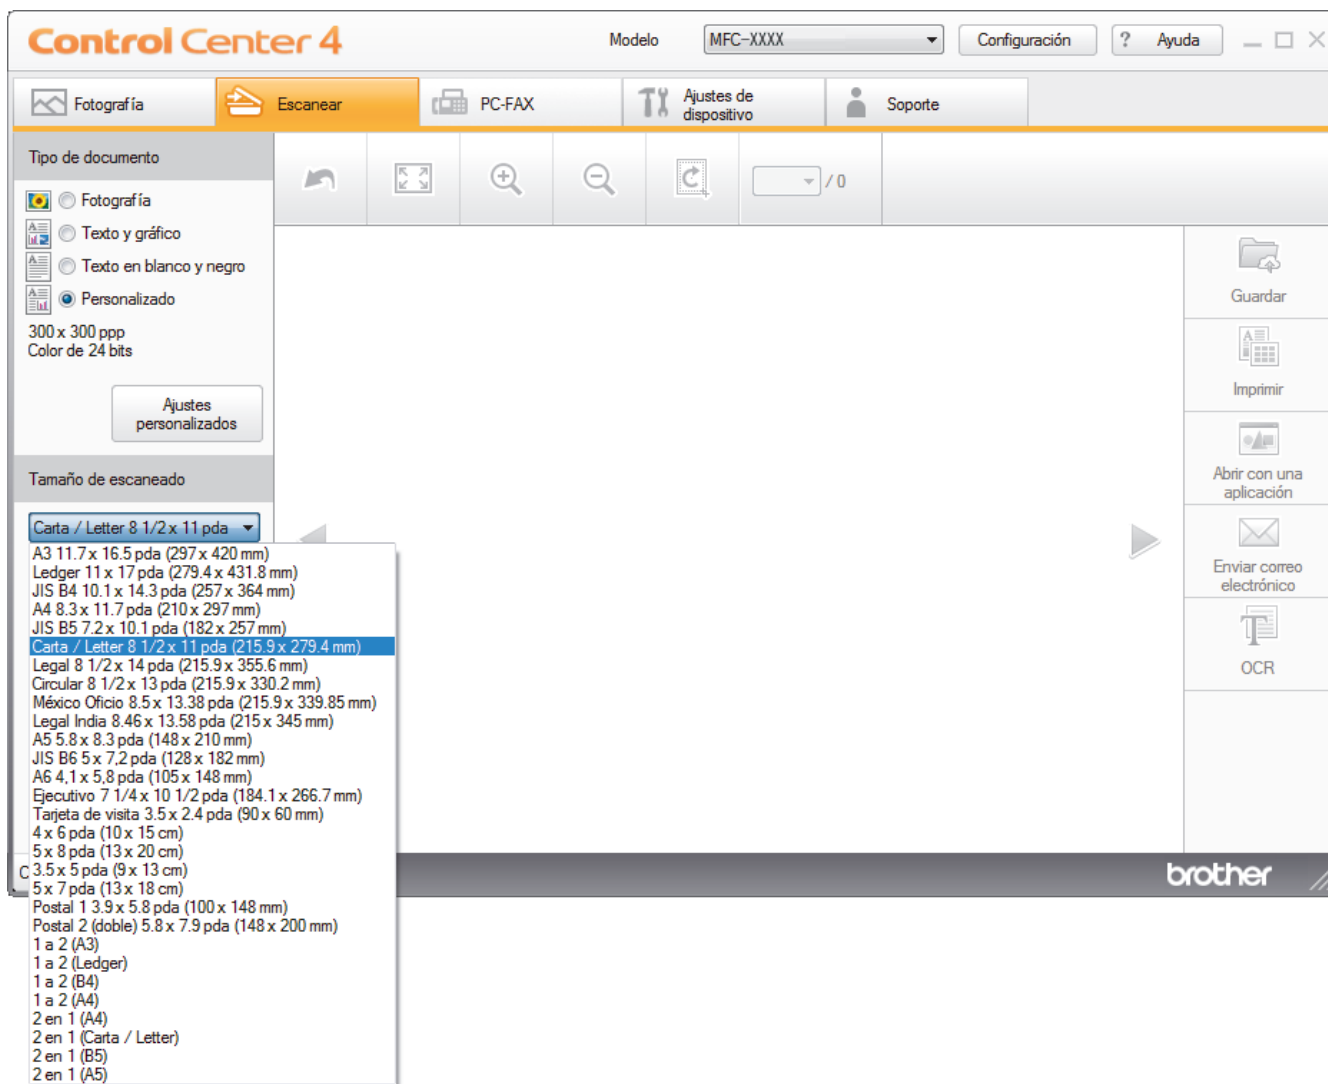 Control Center 4
Modelo
MFC-XXXX
Configuración
? Ayuda
Fotografía
Escanear
PC-FAX
Ajustes de
dispositivo
Soporte
Tipo de documento
/ 0
Fotografía
Texto y gráfico
Texto en blanco y negro
Personalizado
300 x 300 ppp
Color de 24 bits
Ajustes
personalizados
Tamaño de escaneado
Carta / Letter 8 1/2 x 11 pda
A3 11.7 x 16.5 pda (297 x 420 mm)
Ledger 11 x 17 pda (279.4 x 431.8 mm)
JIS B4 10.1 x 14.3 pda (257 x 364 mm)
A4 8.3 x 11.7 pda (210 x 297 mm)
JIS B5 7.2 x 10.1 pda (182 x 257 mm)
Carta / Letter 8 1/2 x 11 pda (215.9 x 279.4 mm)
Legal 8 1/2 x 14 pda (215.9 x 355.6 mm)
Circular 8 1/2 x 13 pda (215.9 x 330.2 mm)
México Oficio 8.5 x 13.38 pda (215.9 x 339.85 mm)
Legal India 8.46 x 13.58 pda (215 x 345 mm)
A5 5.8 x 8.3 pda (148 x 210 mm)
JIS B6 5 x 7,2 pda (128 x 182 mm)
A6 4,1 x 5,8 pda (105 x 148 mm)
Ejecutivo 7 1/4 x 10 1/2 pda (184.1 x 266.7 mm)
Tarjeta de visita 3.5 x 2.4 pda (90 x 60 mm)
4 x 6 pda (10 x 15 cm)
5 x 8 pda (13 x 20 cm)
3.5 x 5 pda (9 x 13 cm)
5 x 7 pda (13 x 18 cm)
Postal 1 3.9 x 5.8 pda (100 x 148 mm)
Postal 2 (doble) 5.8 x 7.9 pda (148 x 200 mm)
1 a 2 (A3)
1 a 2 (Ledger)
1 a 2 (B4)
1 a 2 (A4)
2 en 1 (A4)
2 en 1 (Carta / Letter)
2 en 1 (B5)
2 en 1 (A5)
Guardar
Imprimir
Abrir con una
aplicación
Enviar correo
electrónico
OCR
brother